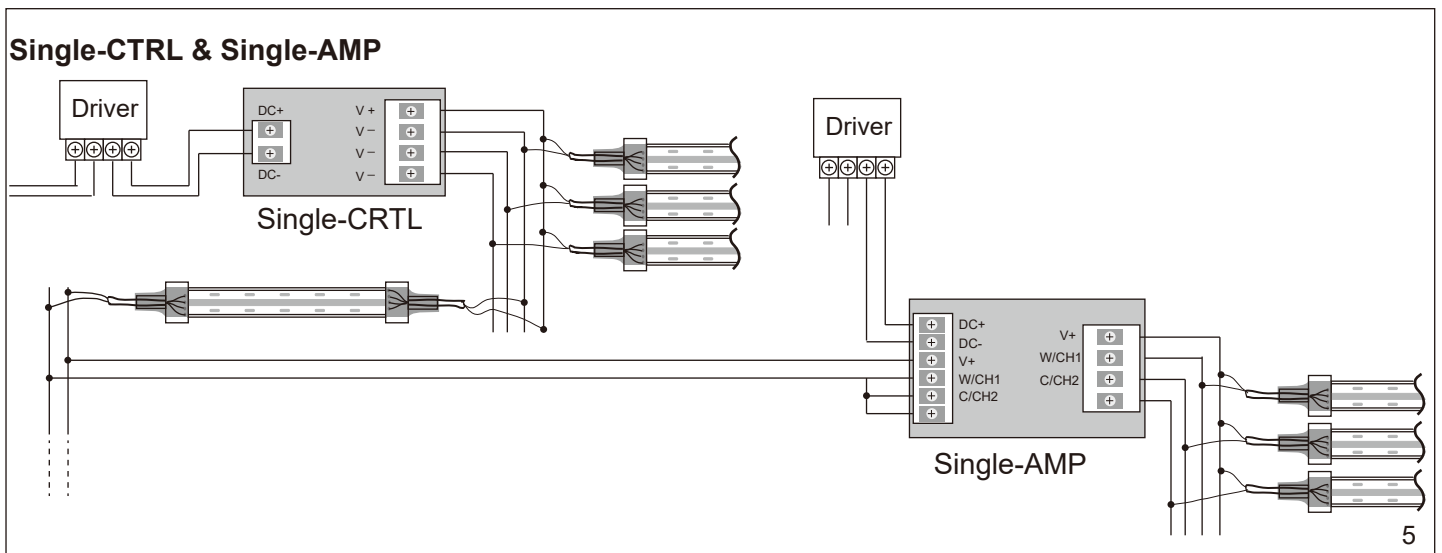 Single-CTRL & Single-AMP
Driver
DC+
DC-
V +
V –
V –
V –
Single-CRTL
Driver
DC+
DC-
V+
W/CH1
C/CH2
V+
W/CH1
C/CH2
Single-AMP
5